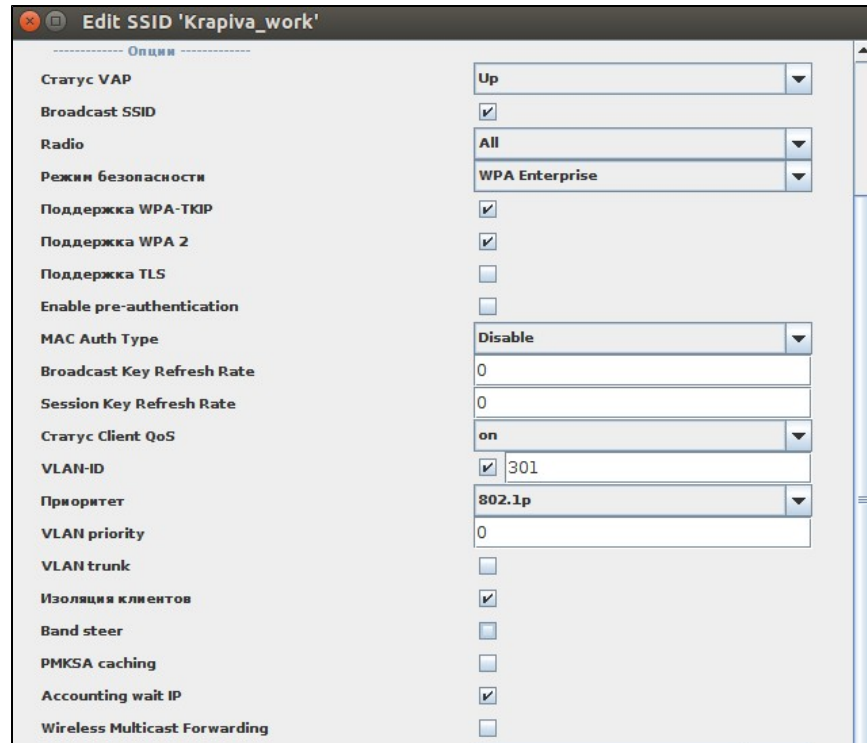 Edit SSID 'Krapiva_work'
------------- Опции -------------
Статус VAP Up
Broadcast SSID
Radio All
Режим безопасности WPA Enterprise
Поддержка WPA-TKIP
Поддержка WPA 2
Поддержка TLS
Enable pre-authentication
MAC Auth Type Disable
Broadcast Key Refresh Rate 0
Session Key Refresh Rate 0
Статус Client QoS on
VLAN-ID 301
Приоритет 802.1p
VLAN priority 0
VLAN trunk
Изоляция клиентов
Band steer
PMKSA caching
Accounting wait IP
Wireless Multicast Forwarding